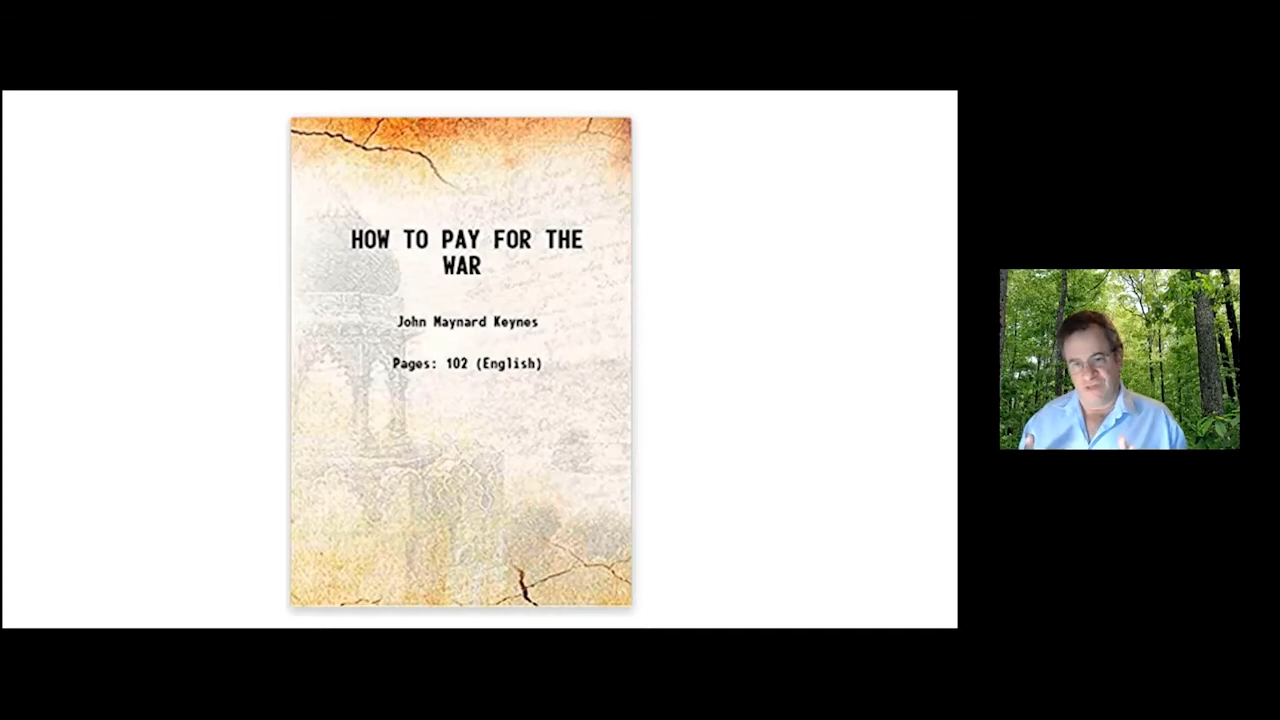 HOW TO PAY FOR THE
WAR
John Maynard Keynes
Pages: 102 (English)